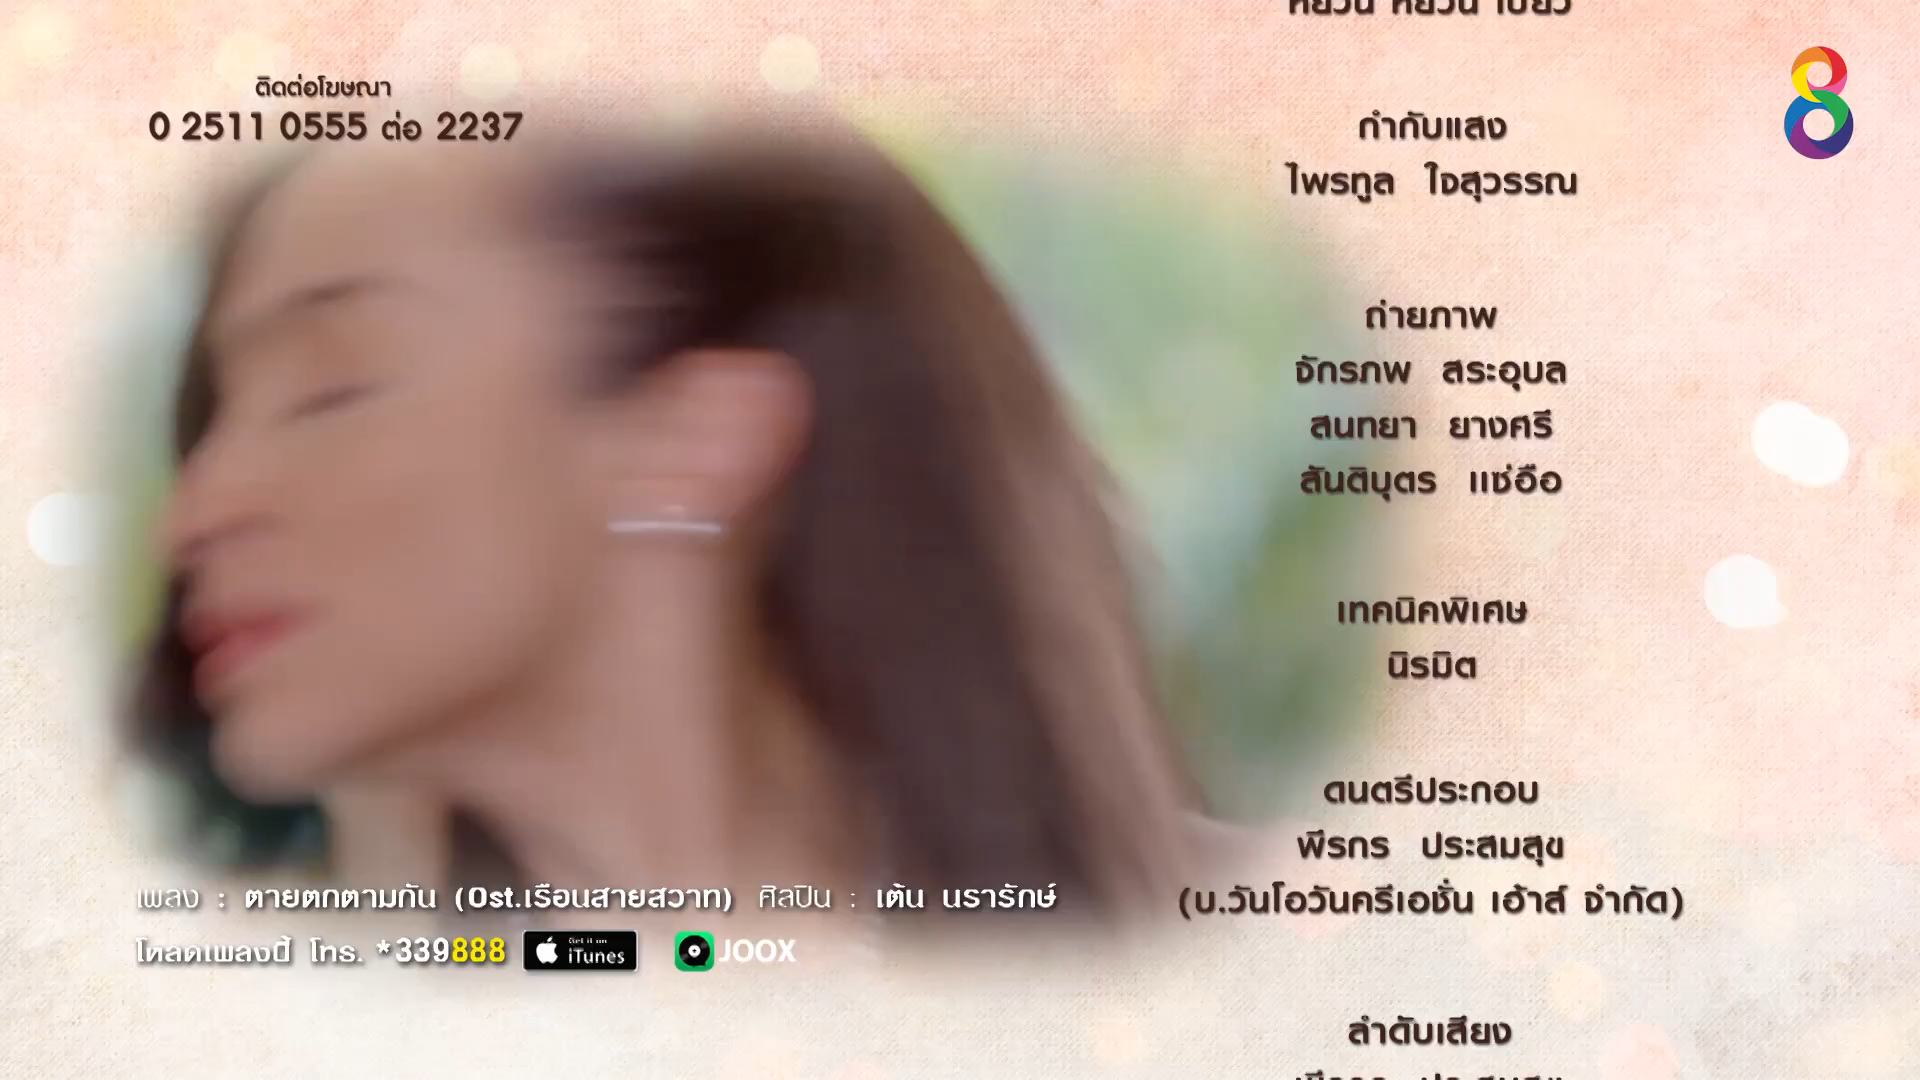 ติดต่อโฆษณา
0 2511 0555 ต่อ 2237
กำกับแสง
ไพรทูล ใจสุวรรณ
ถ่ายภาพ
จักรภพ สระอุบล
สนทยา ยางศรี
สันติบุตร แซ่อือ
เทคนิคพิเศษ
นิรมิต
ดนตรีประกอบ
พีรกร ประสมสุข
(บ.วันโอวันครีเอชั่น เอ้าส์ จำกัด)
ลำดับเสียง
เพลง : ตายตกตามกัน (Ost.เรือนสายสวาท) ศิลปิน : เต้น นรารักษ์
โหลดเพลงนี้ โทร. *339888 Get it on iTunes JOOX
8